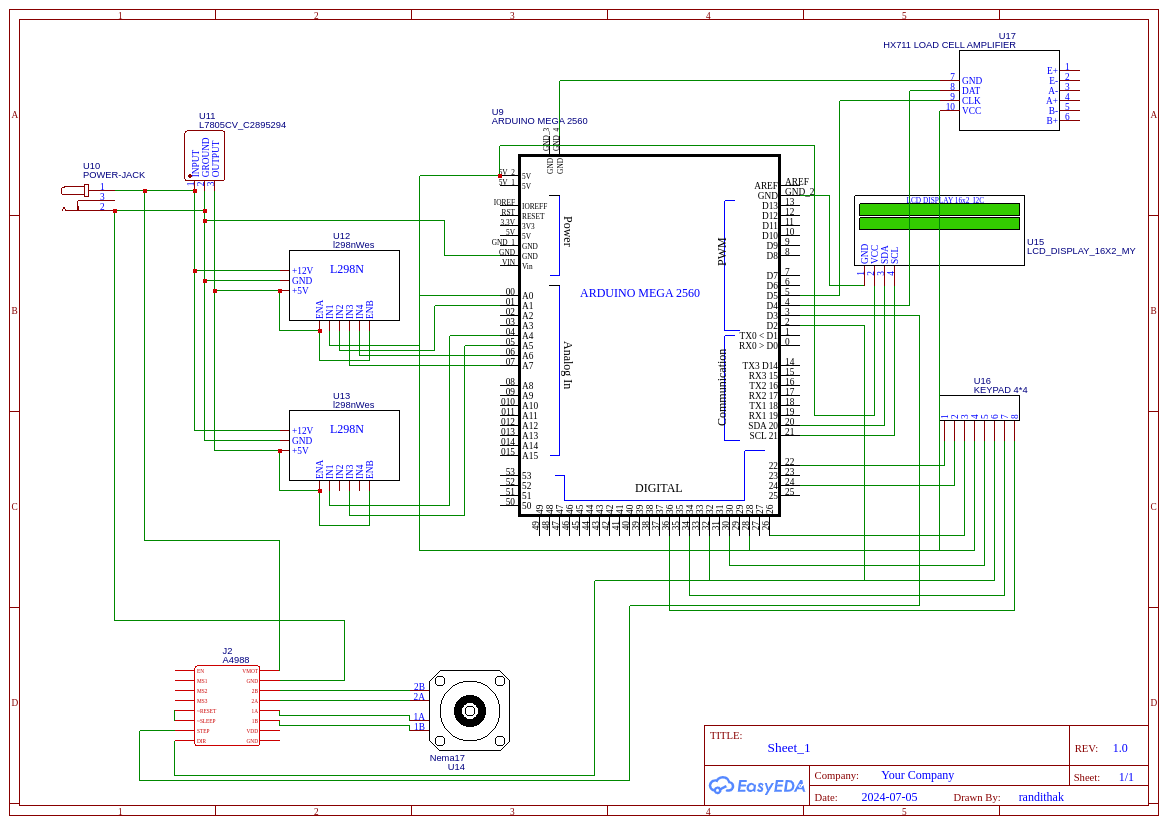 1 2 3 4 5
A B C D
A B C D
1 2 3 4 5
U17
HX711 LOAD CELL AMPLIFIER
7 GND
8 DAT
9 CLK
10 VCC
E+ 1
E- 2
A- 3
A+ 4
B- 5
B+ 6
U11
L7805CV_C2895294
INPUT
GROUND
OUTPUT
1 2 3
U10
POWER-JACK
1
3
2
U9
ARDUINO MEGA 2560
GND_3
GND_4
GND
GND
5V_2 5V
5V_1 5V
IOREF IOREFF
RST RESET
3.3V 3V3
5V 5V
GND_1 GND
GND GND
VIN Vin
Power
00 A0
01 A1
02 A2
03 A3
04 A4
05 A5
06 A6
07 A7
Analog In
08 A8
09 A9
010 A10
011 A11
012 A12
013 A13
014 A14
015 A15
53 53
52 52
51 51
50 50
ARDUINO MEGA 2560
PWM
Communication
DIGITAL
AREF AREF
GND GND_2
D13 13
D12 12
D11 11
D10 10
D9 9
D8 8
D7 7
D6 6
D5 5
D4 4
D3 3
D2 2
TX0 < D1 1
RX0 > D0 0
TX3 D14 14
RX3 15 15
TX2 16 16
RX2 17 17
TX1 18 18
RX1 19 19
SDA 20 20
SCL 21 21
22 22
23 23
24 24
25 25
49 48 47 46 45 44 43 42 41 40 39 38 37 36 35 34 33 32 31 30 29 28 27 26
49 48 47 46 45 44 43 42 41 40 39 38 37 36 35 34 33 32 31 30 29 28 27 26
LCD DISPLAY 16x2 I2C
GND VCC SDA SCL
1 2 3 4
U15
LCD_DISPLAY_16X2_MY
U12
l298nWes
L298N
+12V
GND
+5V
ENA IN1 IN2 IN3 IN4 ENB
U13
l298nWes
L298N
+12V
GND
+5V
ENA IN1 IN2 IN3 IN4 ENB
U16
KEYPAD 4*4
1 2 3 4 5 6 7 8
J2
A4988
EN VMOT
MS1 GND
MS2 2B
MS3 2A
~RESET 1A
~SLEEP 1B
STEP VDD
DIR GND
2B
2A
1A
1B
Nema17
U14
TITLE:
Sheet_1
REV: 1.0
EasyEDA
Company: Your Company
Sheet: 1/1
Date: 2024-07-05 Drawn By: randithak